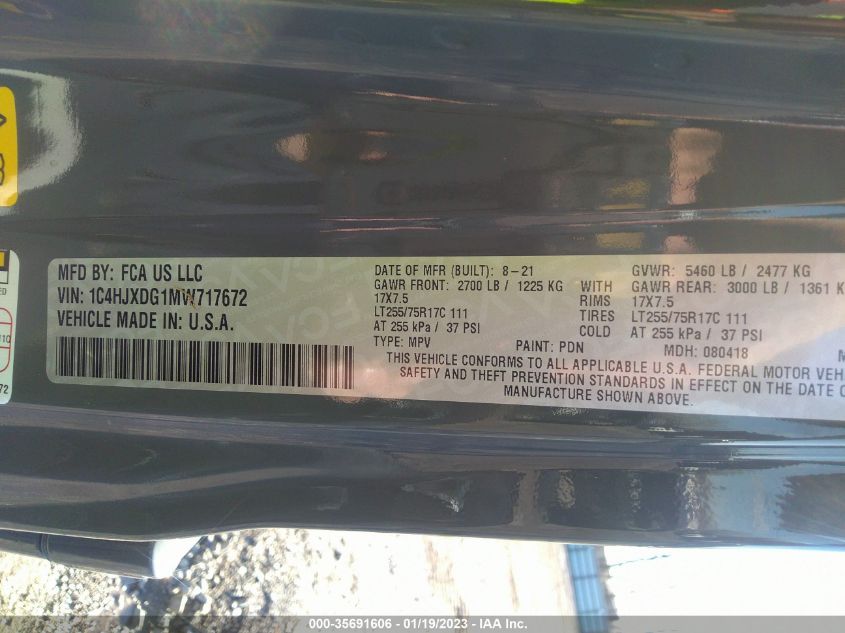 MFD BY: FCA US LLC
VIN: 1C4HJXDG1MW717672
VEHICLE MADE IN: U.S.A.
DATE OF MFR (BUILT): 8-21
GVWR: 5460 LB / 2477 KG
GAWR FRONT: 2700 LB / 1225 KG WITH GAWR REAR: 3000 LB / 1361 K
17X7.5 RIMS 17X7.5
LT255/75R17C 111 TIRES LT255/75R17C 111
AT 255 kPa / 37 PSI COLD AT 255 kPa / 37 PSI
TYPE: MPV PAINT: PDN MDH: 080418 M
THIS VEHICLE CONFORMS TO ALL APPLICABLE U.S.A. FEDERAL MOTOR VEH
SAFETY AND THEFT PREVENTION STANDARDS IN EFFECT ON THE DATE O
MANUFACTURE SHOWN ABOVE.
72
000-35691606 - 01/19/2023 - IAA Inc.